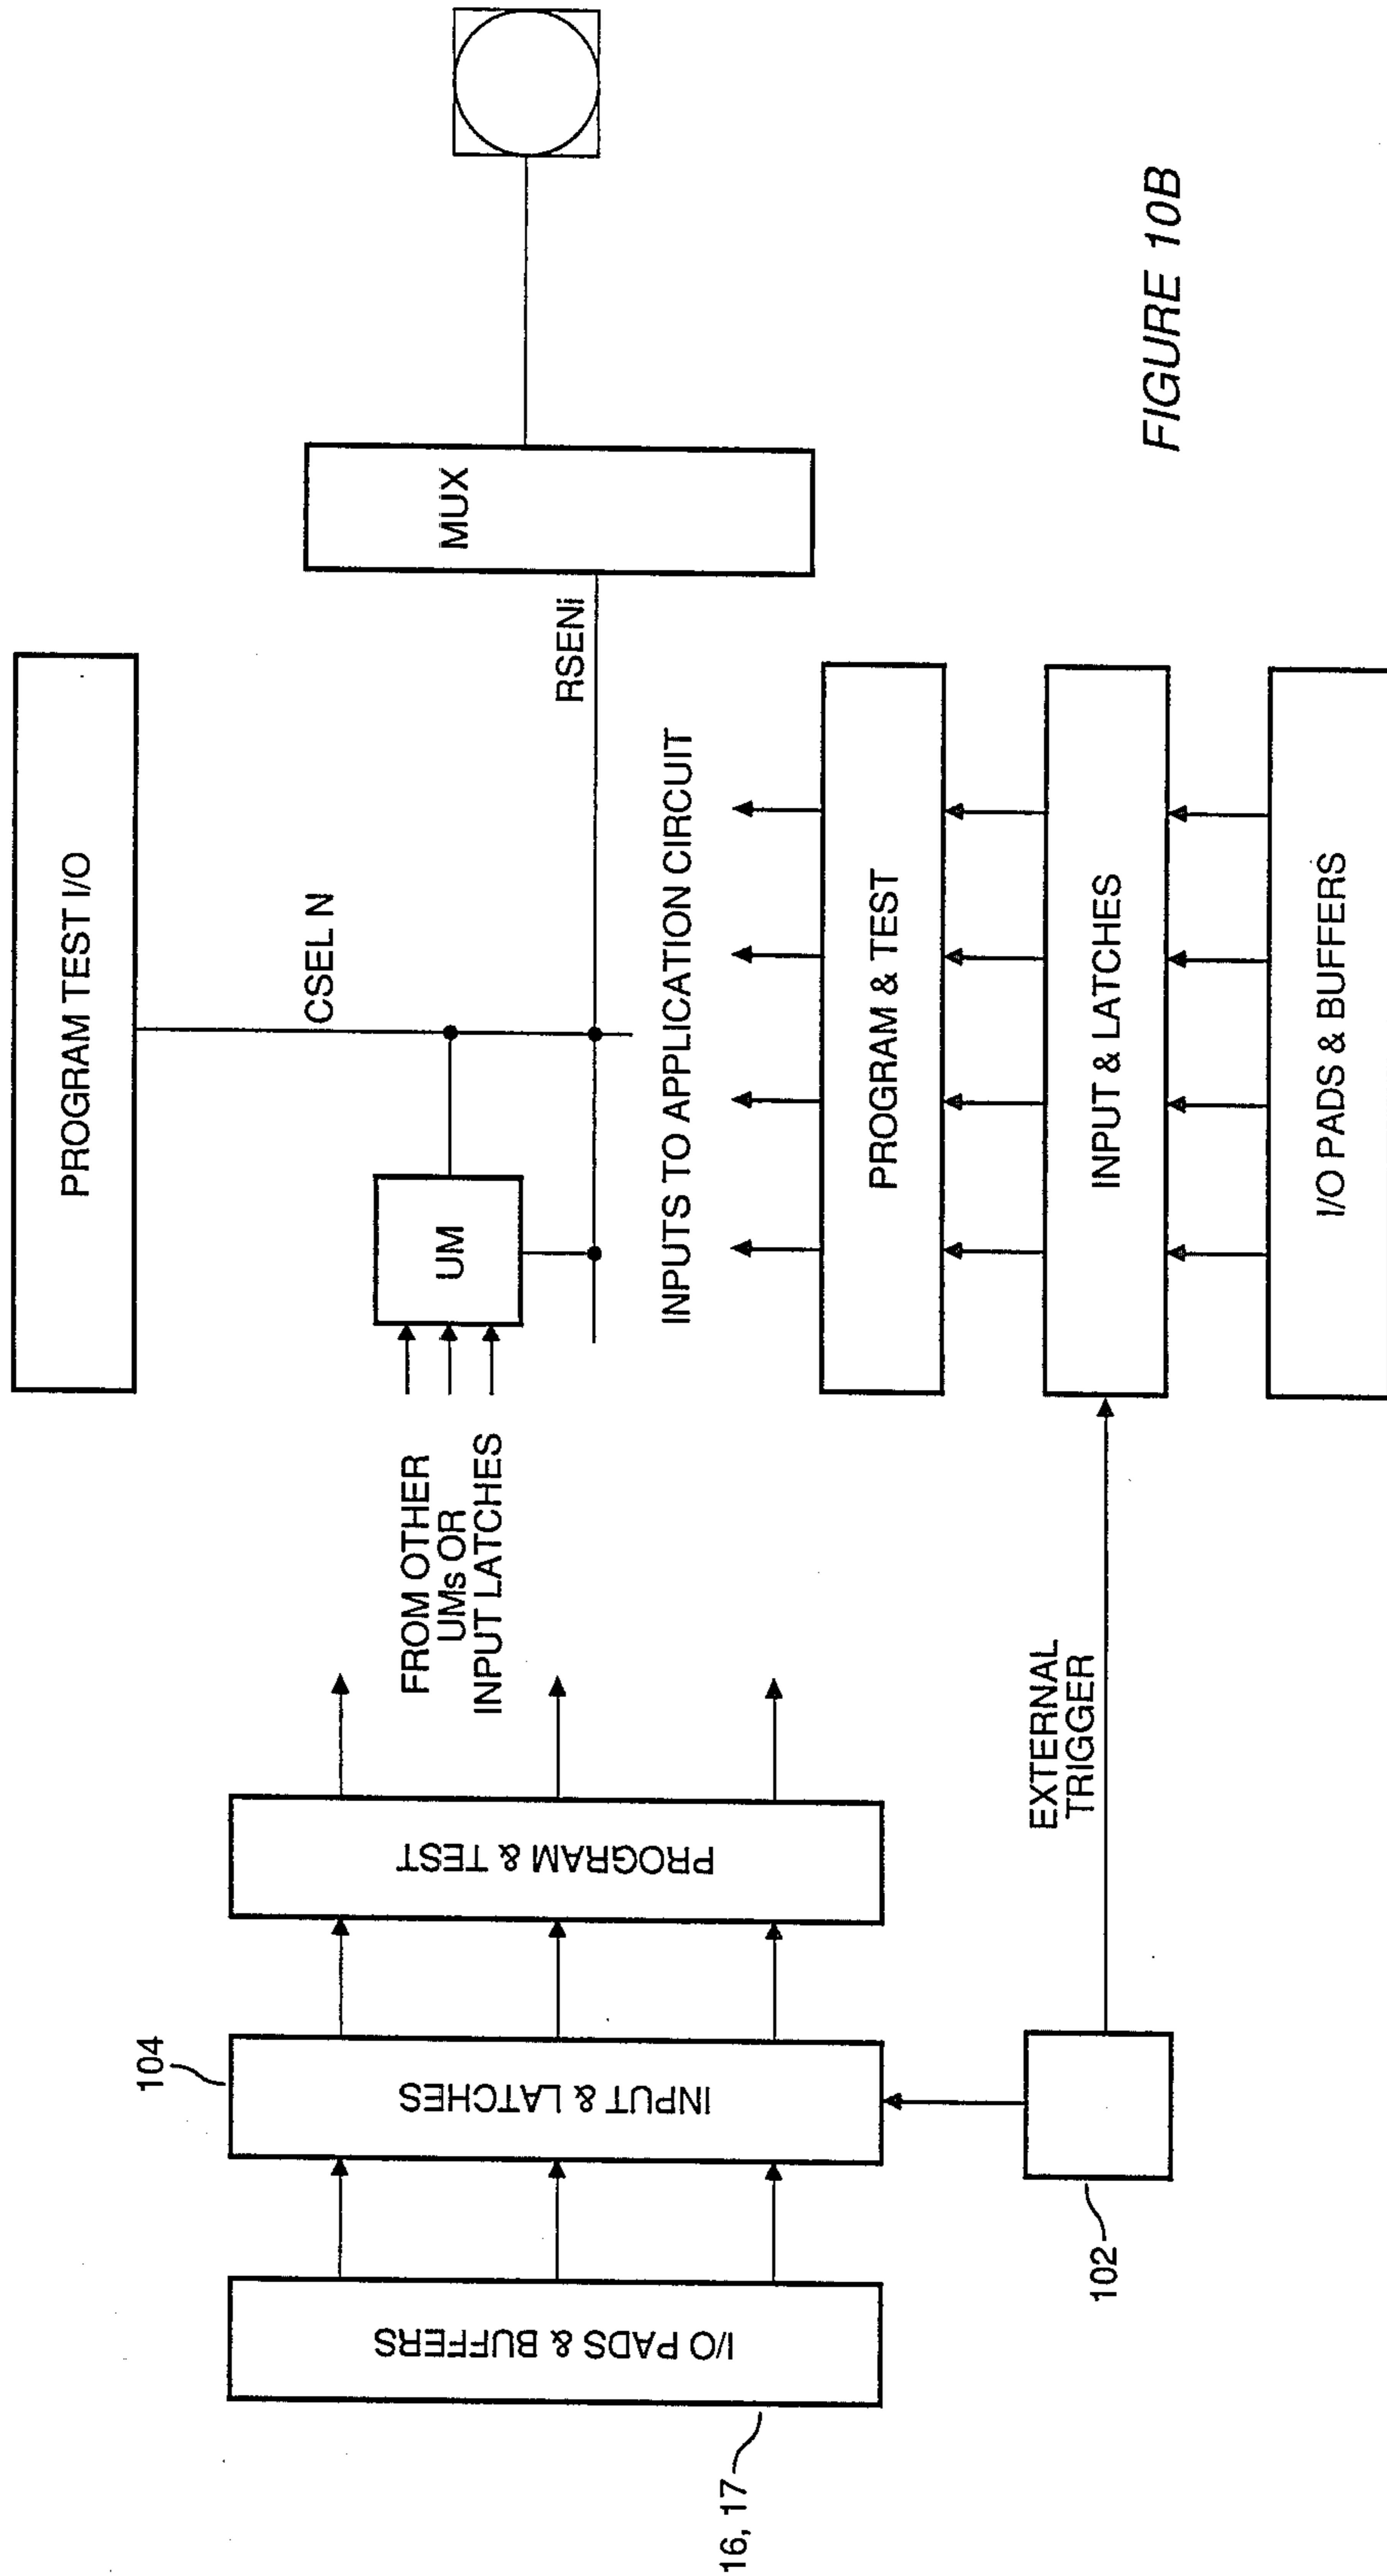 PROGRAM TEST I/O
CSEL N
UM
FROM OTHER
UMs OR
INPUT LATCHES
RSENi
MUX
INPUTS TO APPLICATION CIRCUIT
PROGRAM & TEST
INPUT & LATCHES
I/O PADS & BUFFERS
EXTERNAL
TRIGGER
102
104
I/O PADS & BUFFERS
INPUT & LATCHES
PROGRAM & TEST
16, 17
FIGURE 10B